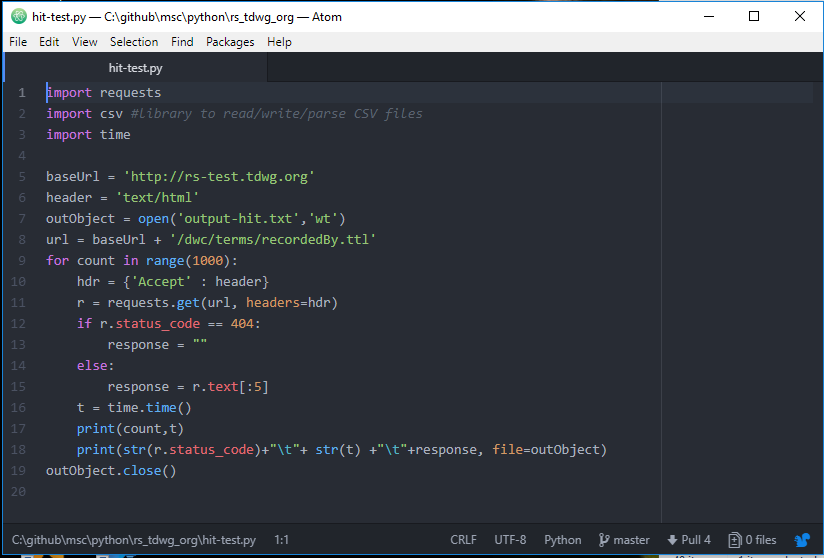 hit-test.py — C:\github\msc\python\rs_tdwg_org — Atom
File Edit View Selection Find Packages Help
hit-test.py
1 import requests
2 import csv #library to read/write/parse CSV files
3 import time
4
5 baseUrl = 'http://rs-test.tdwg.org'
6 header = 'text/html'
7 outObject = open('output-hit.txt','wt')
8 url = baseUrl + '/dwc/terms/recordedBy.ttl'
9 for count in range(1000):
10     hdr = {'Accept' : header}
11     r = requests.get(url, headers=hdr)
12     if r.status_code == 404:
13         response = ""
14     else:
15         response = r.text[:5]
16     t = time.time()
17     print(count,t)
18     print(str(r.status_code)+"\t"+ str(t) +"\t"+response, file=outObject)
19 outObject.close()
20
C:\github\msc\python\rs_tdwg_org\hit-test.py 1:1 CRLF UTF-8 Python master Pull 4 0 files